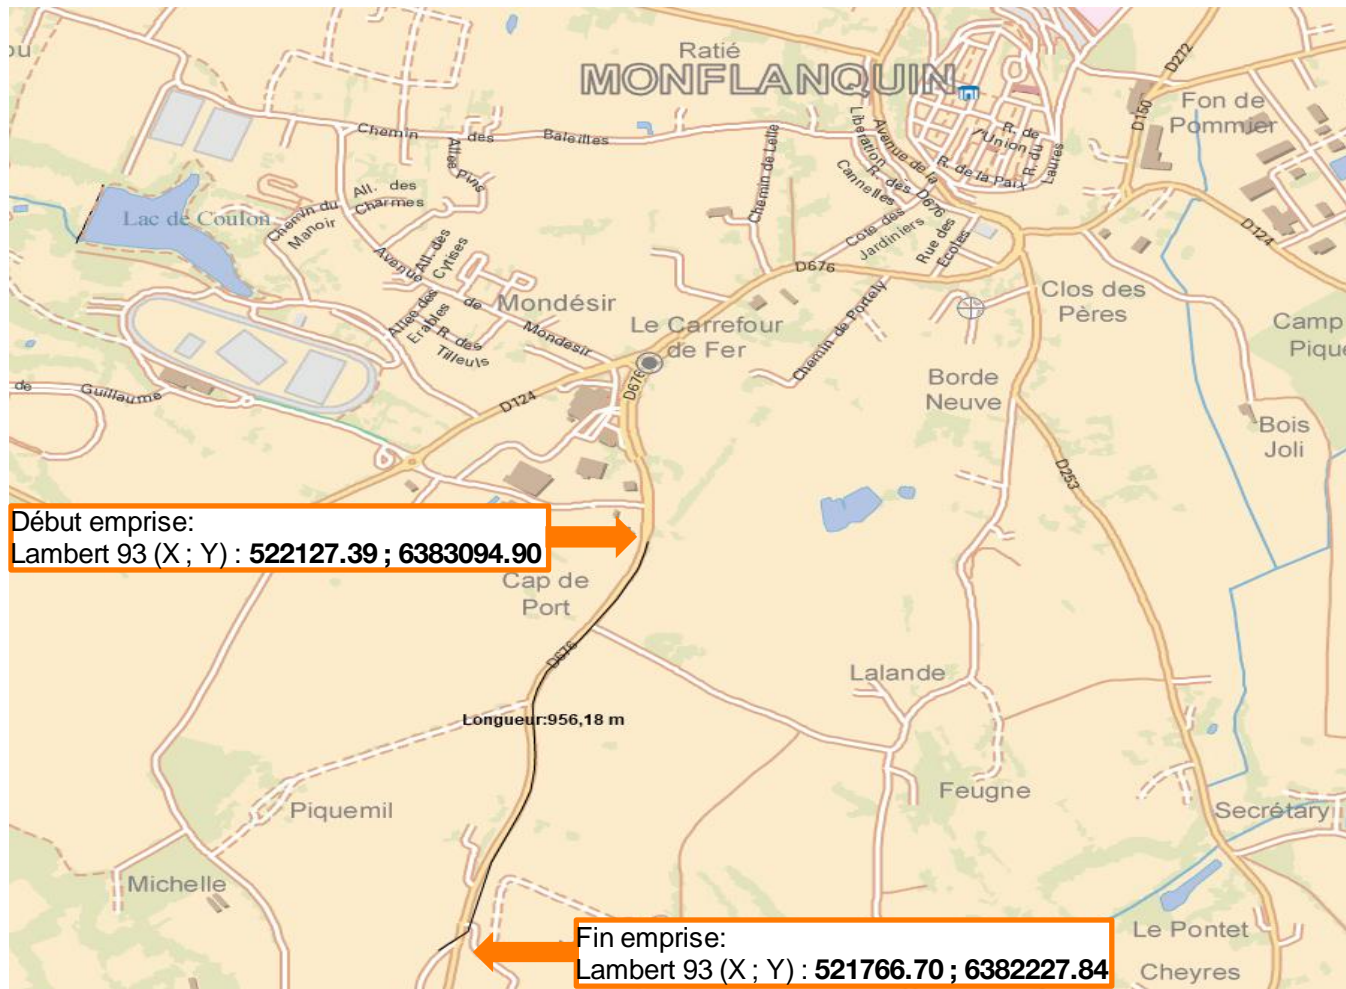 ou
Ratié
MONFLANQUIN
D272
D150
Fon de
Pommier
Chemin des Baleilles
Allée
Pins
Chemin de Lelle
Libération
Avenue de la
R. de
l'Union
R. du
Laures
R. de la Paix
R. des
Cannelles
D676
All. des
Charmes
Lac de Coulon
Chemin du
Manoir
Cote des
Jardiniers
Rue des
Ecoles
D124
Avenue de Mondesir
All. des
Cytises
D676
Mondésir
Clos des
Pères
Allée des
Erables
R. des
Tilleuls
Le Carrefour
de Fer
Chemin de Portely
Camp
Pique
D676
Borde
Neuve
de Guillaume
D124
Bois
Joli
D253
Début emprise:
Lambert 93 (X ; Y) : 522127.39 ; 6383094.90
Cap de
Port
D676
Lalande
Longueur:956,18 m
Feugne
Piquemil
Secrétary
Michelle
Fin emprise:
Lambert 93 (X ; Y) : 521766.70 ; 6382227.84
Le Pontet
Cheyres